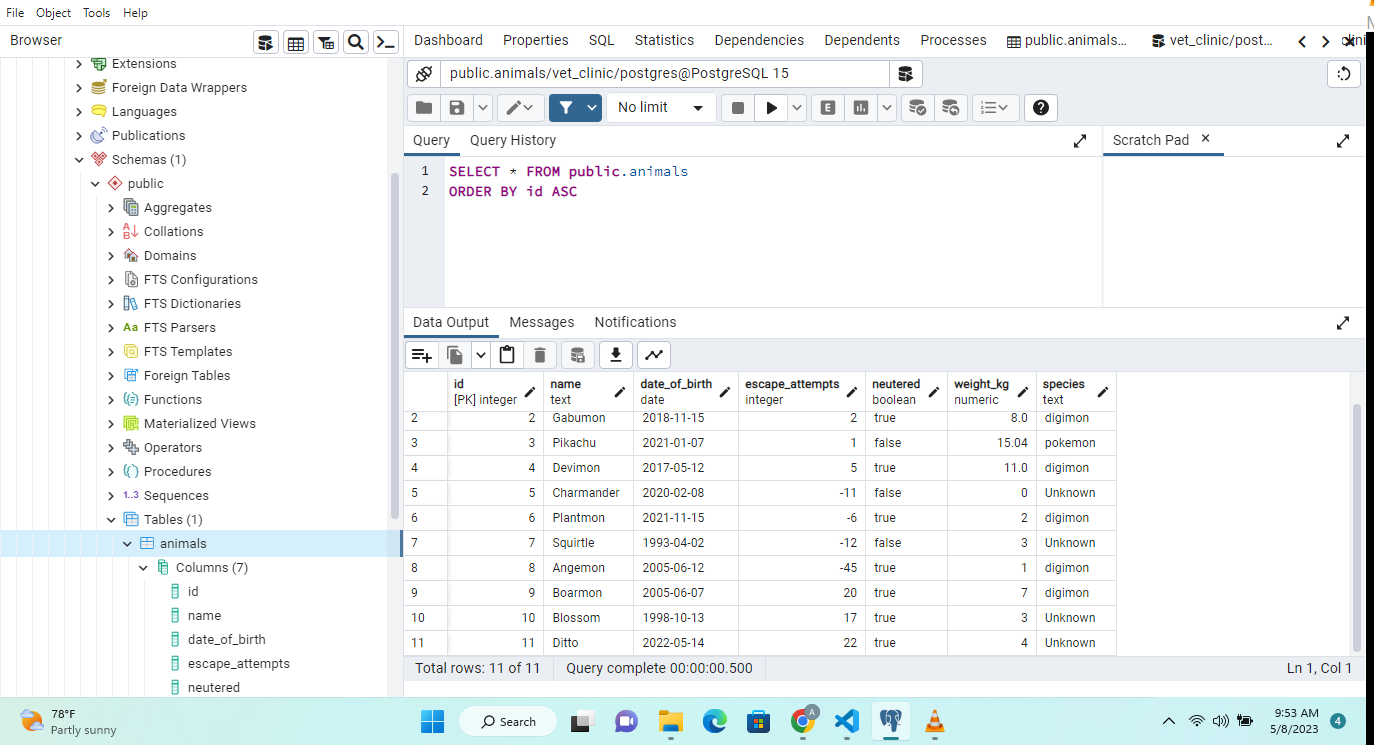 File Object Tools Help
Browser
Dashboard Properties SQL Statistics Dependencies Dependents Processes public.animals... vet_clinic/post...
Extensions
Foreign Data Wrappers
Languages
Publications
Schemas (1)
public
Aggregates
Collations
Domains
FTS Configurations
FTS Dictionaries
Aa FTS Parsers
FTS Templates
Foreign Tables
Functions
Materialized Views
Operators
Procedures
1..3 Sequences
Tables (1)
animals
Columns (7)
id
name
date_of_birth
escape_attempts
neutered
public.animals/vet_clinic/postgres@PostgreSQL 15
No limit
E
Query Query History
Scratch Pad
1 SELECT * FROM public.animals
2 ORDER BY id ASC
Data Output Messages Notifications
id name date_of_birth escape_attempts neutered weight_kg species
[PK] integer text date integer boolean numeric text
2 2 Gabumon 2018-11-15 2 true 8.0 digimon
3 3 Pikachu 2021-01-07 1 false 15.04 pokemon
4 4 Devimon 2017-05-12 5 true 11.0 digimon
5 5 Charmander 2020-02-08 -11 false 0 Unknown
6 6 Plantmon 2021-11-15 -6 true 2 digimon
7 7 Squirtle 1993-04-02 -12 false 3 Unknown
8 8 Angemon 2005-06-12 -45 true 1 digimon
9 9 Boarmon 2005-06-07 20 true 7 digimon
10 10 Blossom 1998-10-13 17 true 3 Unknown
11 11 Ditto 2022-05-14 22 true 4 Unknown
Total rows: 11 of 11 Query complete 00:00:00.500 Ln 1, Col 1
78°F
Partly sunny
Search
A
9:53 AM
5/8/2023
4